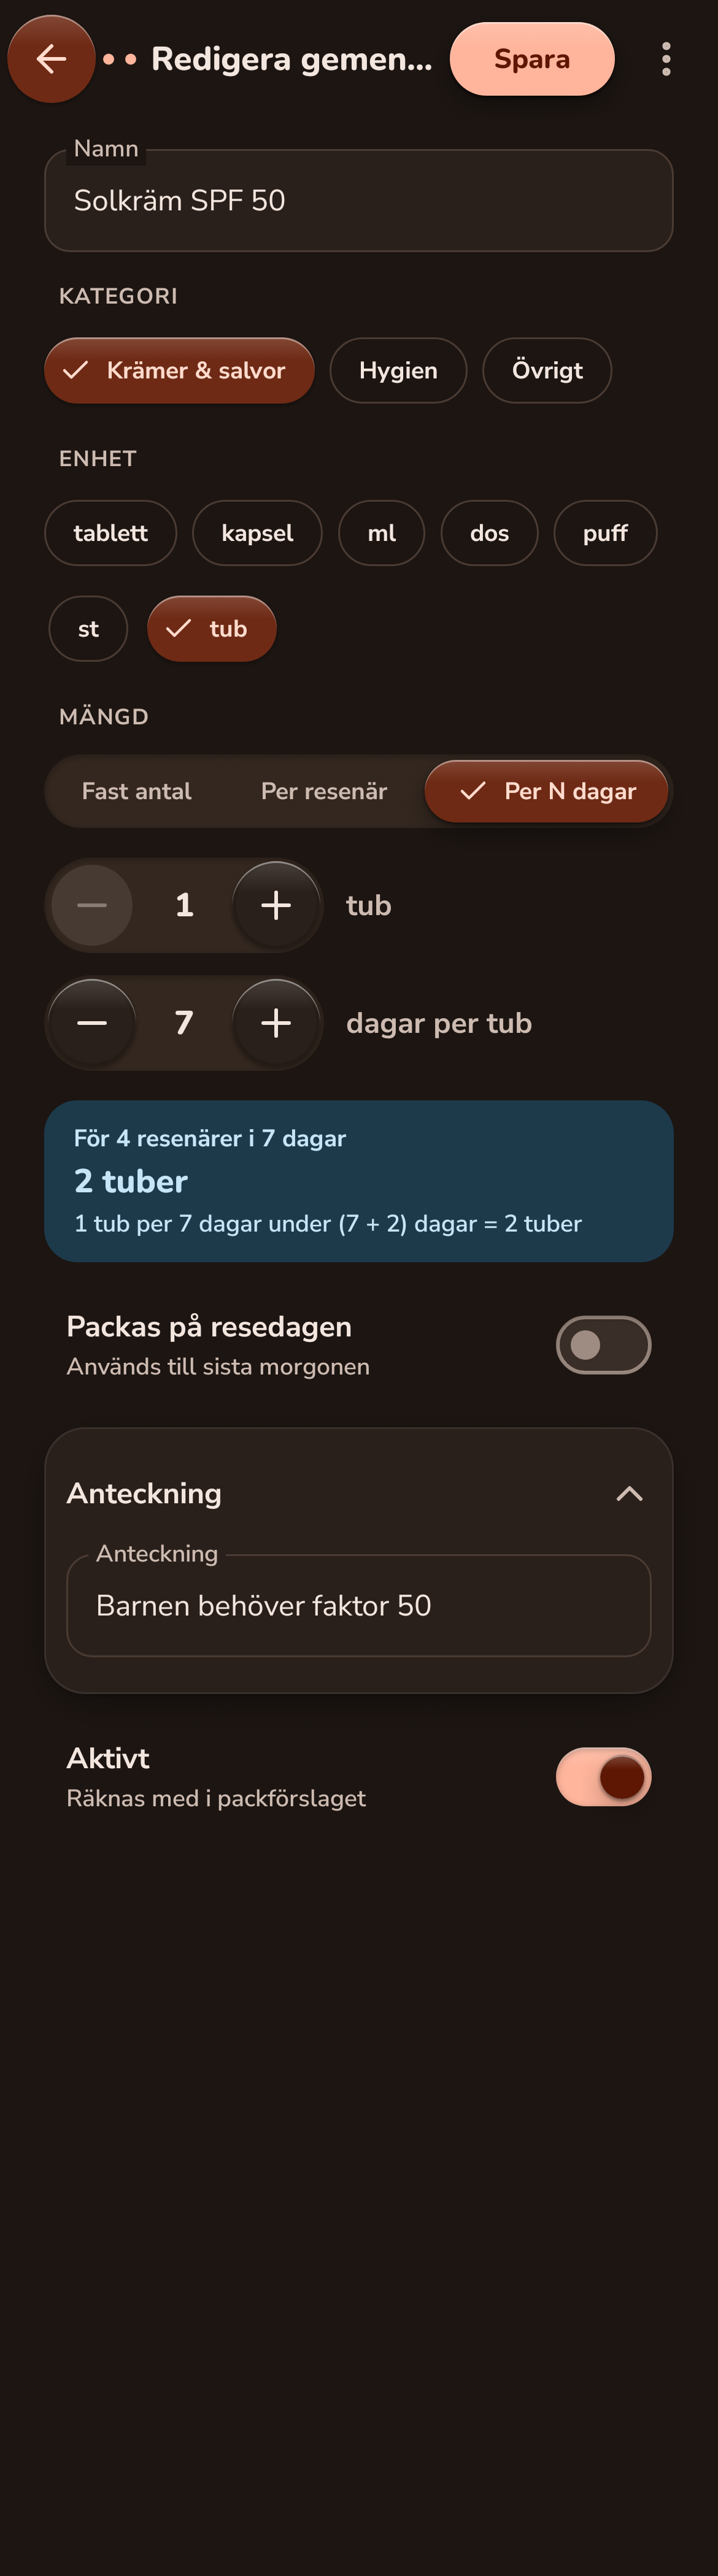 Redigera gemen...
Spara
Namn
Solkräm SPF 50
KATEGORI
Krämer & salvor
Hygien
Övrigt
ENHET
tablett
kapsel
ml
dos
puff
st
tub
MÄNGD
Fast antal
Per resenär
Per N dagar
1
tub
7
dagar per tub
För 4 resenärer i 7 dagar
2 tuber
1 tub per 7 dagar under (7 + 2) dagar = 2 tuber
Packas på resedagen
Används till sista morgonen
Anteckning
Anteckning
Barnen behöver faktor 50
Aktivt
Räknas med i packförslaget